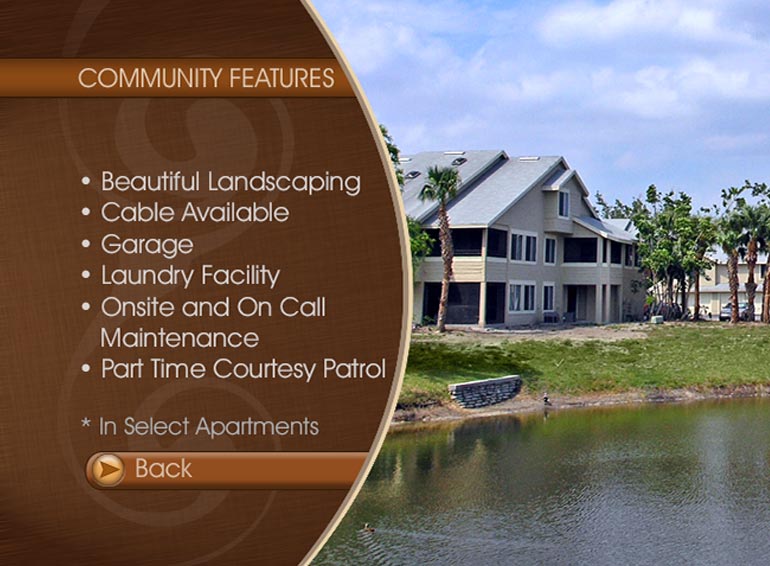 COMMUNITY FEATURES
• Beautiful Landscaping
• Cable Available
• Garage
• Laundry Facility
• Onsite and On Call
Maintenance
• Part Time Courtesy Patrol
* In Select Apartments
Back